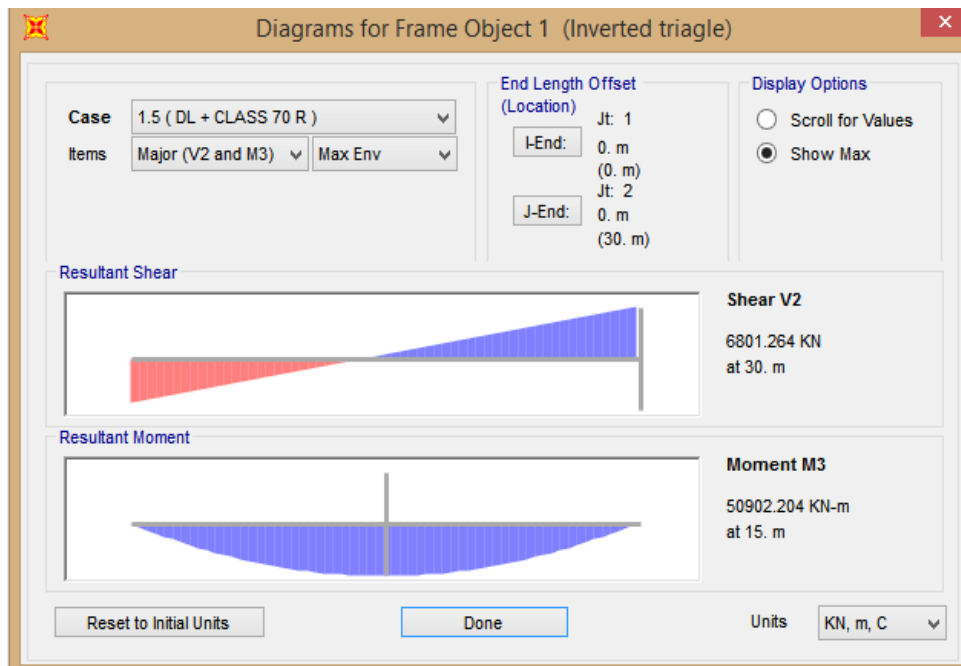 Diagrams for Frame Object 1 (Inverted triagle)
Case
1.5 ( DL + CLASS 70 R )
Items
Major (V2 and M3)
Max Env
End Length Offset
(Location)
I-End:
Jt: 1
0. m
(0. m)
J-End:
Jt: 2
0. m
(30. m)
Display Options
Scroll for Values
Show Max
Resultant Shear
Shear V2
6801.264 KN
at 30. m
Resultant Moment
Moment M3
50902.204 KN-m
at 15. m
Reset to Initial Units
Done
Units
KN, m, C